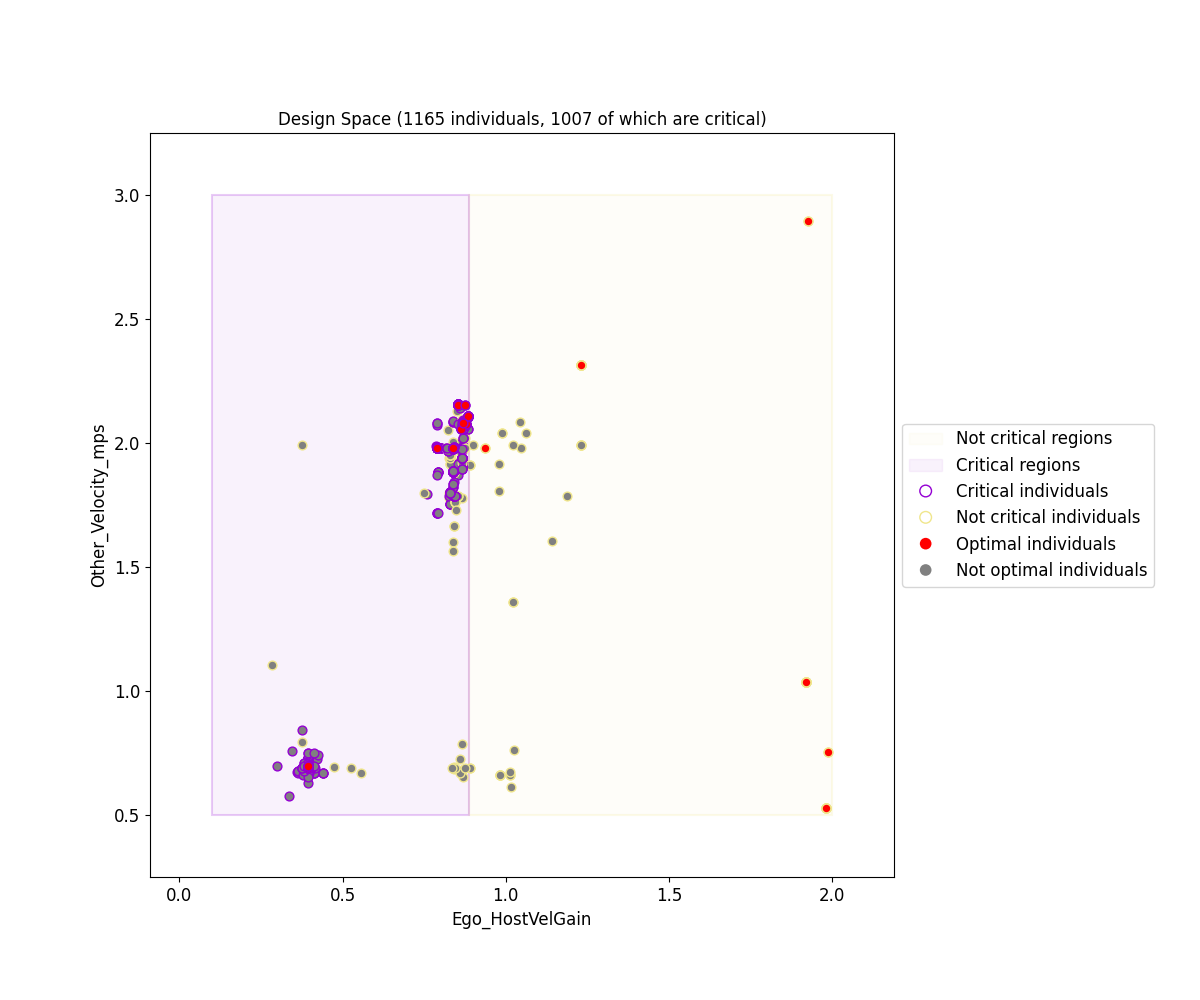 Design Space (1165 individuals, 1007 of which are critical)
3.0
2.5
2.0
1.5
1.0
0.5
Other_Velocity_mps
0.0 0.5 1.0 1.5 2.0
Ego_HostVelGain
Not critical regions
Critical regions
Critical individuals
Not critical individuals
Optimal individuals
Not optimal individuals